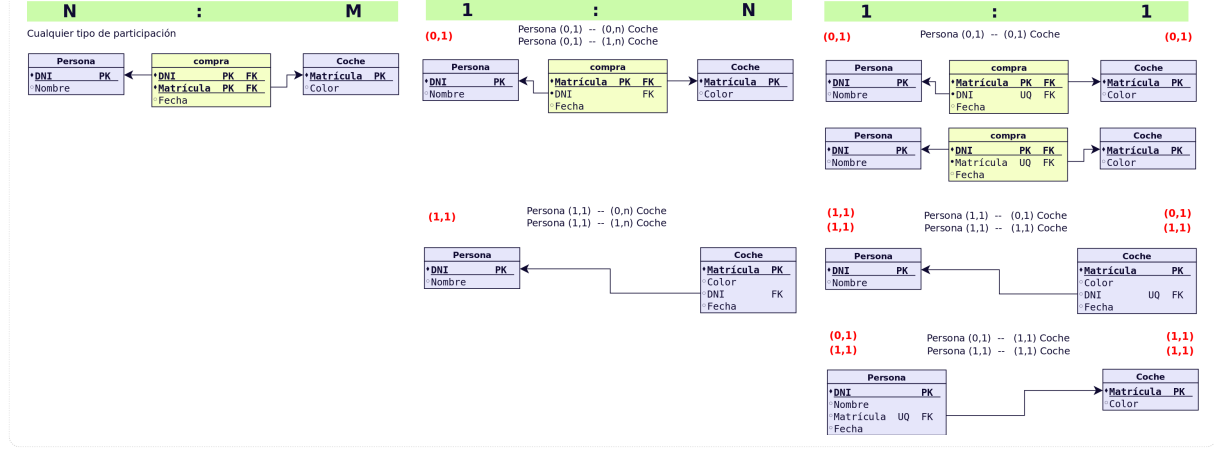 N : M
Cualquier tipo de participación
Persona
DNI PK
Nombre
compra
DNI PK FK
Matrícula PK FK
Fecha
Coche
Matrícula PK
Color
1 : N
(0,1)
Persona (0,1) -- (0,n) Coche
Persona (0,1) -- (1,n) Coche
Persona
DNI PK
Nombre
compra
Matrícula PK FK
DNI FK
Fecha
Coche
Matrícula PK
Color
(1,1)
Persona (1,1) -- (0,n) Coche
Persona (1,1) -- (1,n) Coche
Persona
DNI PK
Nombre
Coche
Matrícula PK
Color
DNI FK
Fecha
1 : 1
(0,1) Persona (0,1) -- (0,1) Coche (0,1)
Persona
DNI PK
Nombre
compra
Matrícula PK FK
DNI UQ FK
Fecha
Coche
Matrícula PK
Color
Persona
DNI PK
Nombre
compra
DNI PK FK
Matrícula UQ FK
Fecha
Coche
Matrícula PK
Color
(1,1) Persona (1,1) -- (0,1) Coche (0,1)
(1,1) Persona (1,1) -- (1,1) Coche (1,1)
Persona
DNI PK
Nombre
Coche
Matrícula PK
Color
DNI UQ FK
Fecha
(0,1) Persona (0,1) -- (1,1) Coche (1,1)
(1,1) Persona (1,1) -- (1,1) Coche (1,1)
Persona
DNI PK
Nombre
Matrícula UQ FK
Fecha
Coche
Matrícula PK
Color